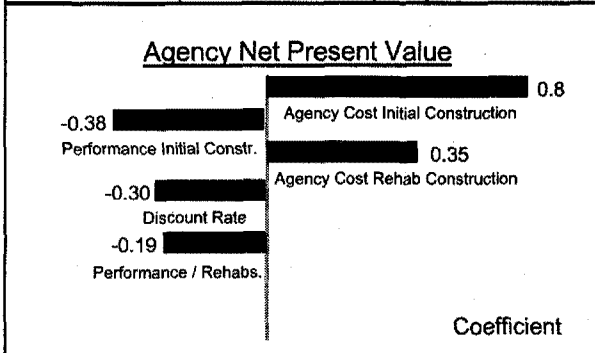 Agency Net Present Value
0.8
Agency Cost Initial Construction
-0.38
Performance Initial Constr.
0.35
Agency Cost Rehab Construction
-0.30
Discount Rate
-0.19
Performance / Rehabs.
Coefficient